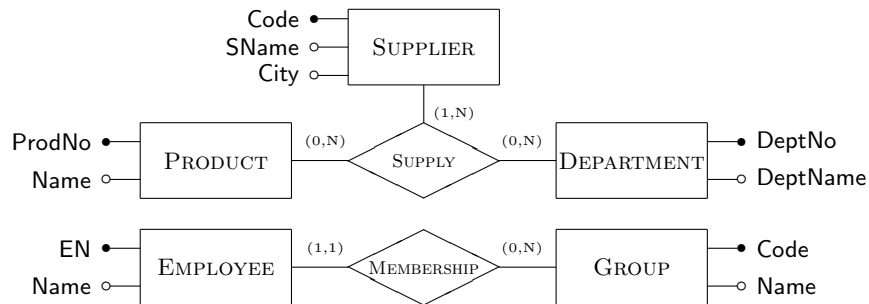 Code
SName
City
SUPPLIER
(1,N)
ProdNo
Name
PRODUCT
(0,N)
SUPPLY
(0,N)
DEPARTMENT
DeptNo
DeptName
EN
Name
EMPLOYEE
(1,1)
MEMBERSHIP
(0,N)
GROUP
Code
Name